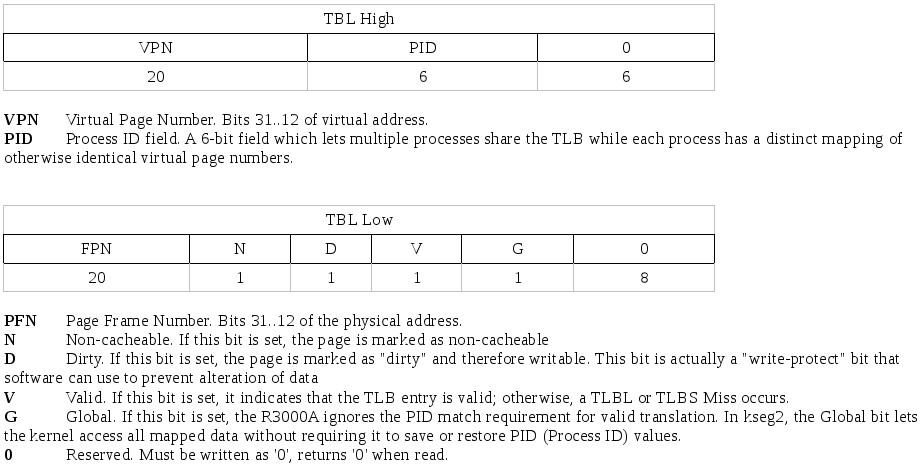 TBL High
VPN PID 0
20 6 6
VPN Virtual Page Number. Bits 31..12 of virtual address.
PID Process ID field. A 6-bit field which lets multiple processes share the TLB while each process has a distinct mapping of
otherwise identical virtual page numbers.
TBL Low
FPN N D V G 0
20 1 1 1 1 8
PFN Page Frame Number. Bits 31..12 of the physical address.
N Non-cacheable. If this bit is set, the page is marked as non-cacheable
D Dirty. If this bit is set, the page is marked as "dirty" and therefore writable. This bit is actually a "write-protect" bit that
software can use to prevent alteration of data
V Valid. If this bit is set, it indicates that the TLB entry is valid; otherwise, a TLBL or TLBS Miss occurs.
G Global. If this bit is set, the R3000A ignores the PID match requirement for valid translation. In kseg2, the Global bit lets
the kernel access all mapped data without requiring it to save or restore PID (Process ID) values.
0 Reserved. Must be written as '0', returns '0' when read.